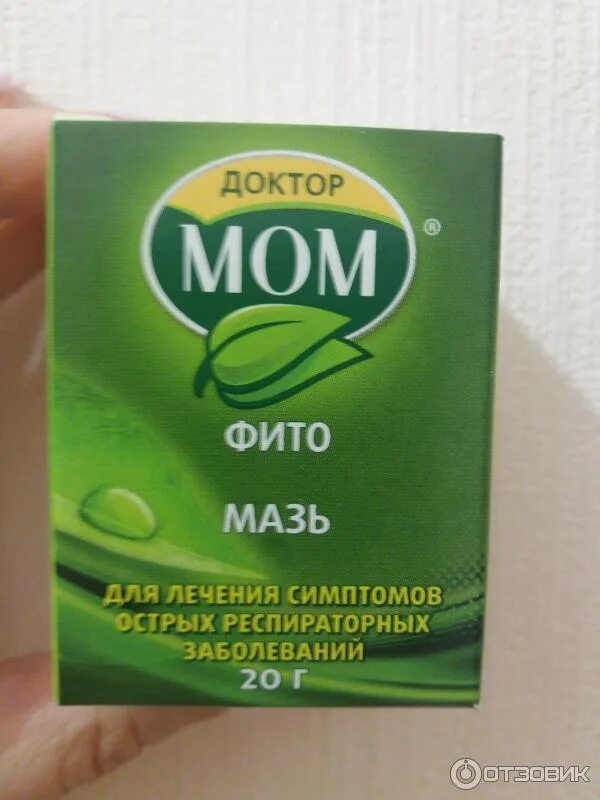 ДОКТОР
МОМ®
ФИТО
МАЗЬ
ДЛЯ ЛЕЧЕНИЯ СИМПТОМОВ
ОСТРЫХ РЕСПИРАТОРНЫХ
ЗАБОЛЕВАНИЙ
20 Г
ОТЗОВИК